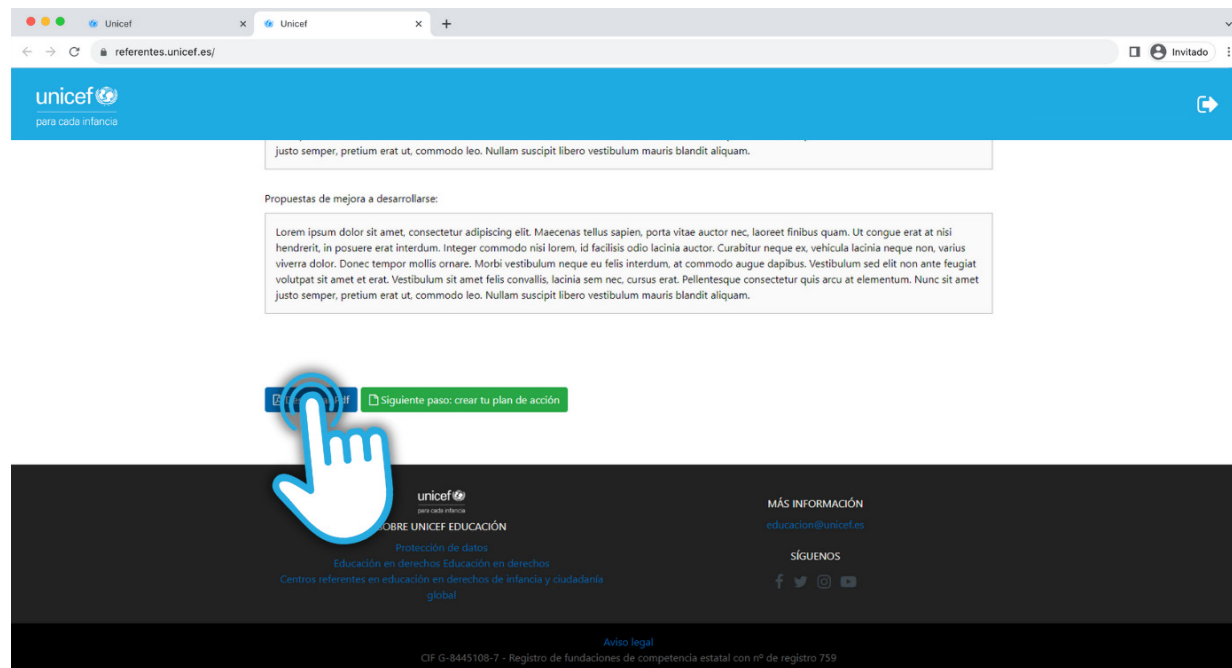 Unicef
Unicef
referentes.unicef.es/
Invitado
unicef
para cada infancia
justo semper, pretium erat ut, commodo leo. Nullam suscipit libero vestibulum mauris blandit aliquam.
Propuestas de mejora a desarrollarse:
Lorem ipsum dolor sit amet, consectetur adipiscing elit. Maecenas tellus sapien, porta vitae auctor nec, laoreet finibus quam. Ut congue erat at nisi
hendrerit, in posuere erat interdum. Integer commodo nisi lorem, id facilisis odio lacinia auctor. Curabitur neque ex, vehicula lacinia neque non, varius
viverra dolor. Donec tempor mollis ornare. Morbi vestibulum neque eu felis interdum, at commodo augue dapibus. Vestibulum sed elit non ante feugiat
volutpat sit amet et erat. Vestibulum sit amet felis convallis, lacinia sem nec, cursus erat. Pellentesque consectetur quis arcu at elementum. Nunc sit amet
justo semper, pretium erat ut, commodo leo. Nullam suscipit libero vestibulum mauris blandit aliquam.
Siguiente paso: crear tu plan de acción
unicef
para cada infancia
SOBRE UNICEF EDUCACIÓN
Protección de datos
Educación en derechos Educación en derechos
Centros referentes en educación en derechos de infancia y ciudadanía
global
MÁS INFORMACIÓN
educacion@unicef.es
SÍGUENOS
Aviso legal
CIF G-8445108-7 - Registro de fundaciones de competencia estatal con nº de registro 759